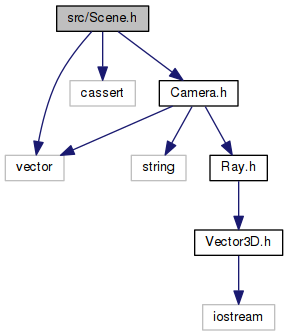 src/Scene.h
cassert
Camera.h
vector
string
Ray.h
Vector3D.h
iostream